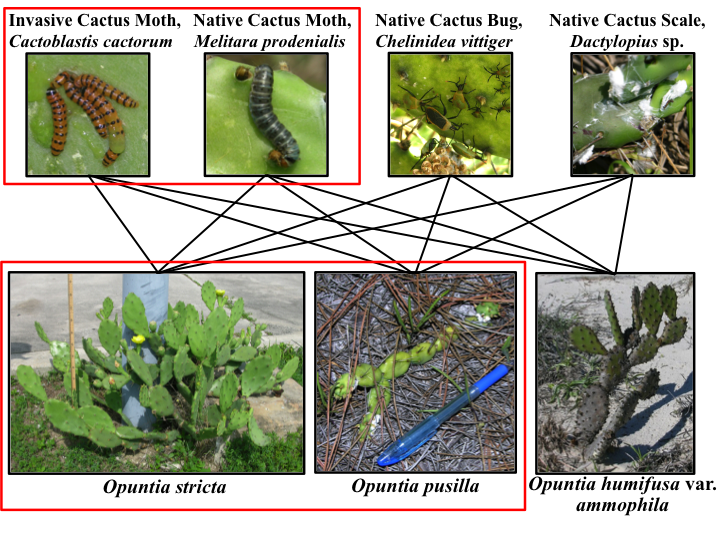 Invasive Cactus Moth,
Cactoblastis cactorum
Native Cactus Moth,
Melitara prodenialis
Native Cactus Bug,
Chelinidea vittiger
Native Cactus Scale,
Dactylopius sp.
Opuntia stricta
Opuntia pusilla
Opuntia humifusa var.
ammophila